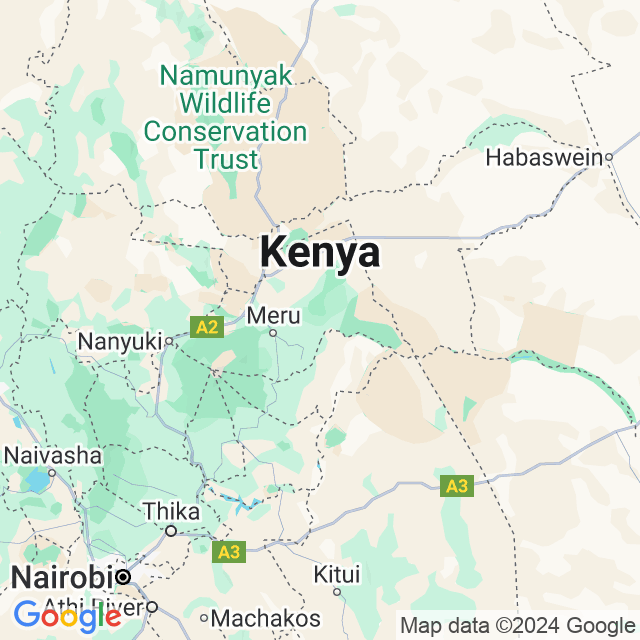 Namunyak
Wildlife
Conservation
Trust
Habaswein
Kenya
A2
Meru
Nanyuki
Naivasha
A3
Thika
A3
Nairobi
Kitui
Athi River
Machakos
Google
Map data ©2024 Google